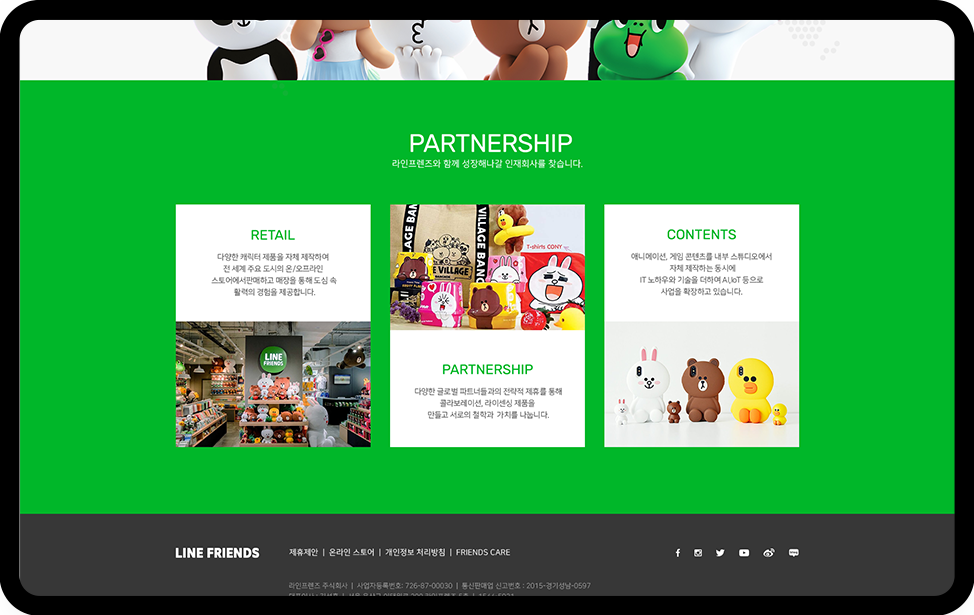 PARTNERSHIP
라인프렌즈와 함께 성장해나갈 인재회사를 찾습니다.
RETAIL
다양한 캐릭터 제품을 자체 제작하며
전 세계 주요 도시의 온/오프라인
스토어에서판매하고 매장을 통해 도심 속
활력의 경험을 제공합니다.
LINE
FRIENDS
VILLAGE BANG
E VILLAGE
T-shirts CONY
PARTNERSHIP
다양한 글로벌 파트너들과의 전략적 제휴를 통해
콜라보레이션, 라이센싱 제품을
만들고 서로의 철학과 가치를 나눕니다.
CONTENTS
애니메이션, 게임 콘텐츠를 내부 스튜디오에서
자체 제작하는 동시에
IT 노하우와 기술을 더하며 AI,IoT 등으로
사업을 확장하고 있습니다.
LINE FRIENDS
제휴제안 | 온라인 스토어 | 개인정보 처리방침 | FRIENDS CARE
라인프렌즈 주식회사 | 사업자등록번호: 726-87-00030 | 통신판매업 신고번호 : 2015-경기성남-0597